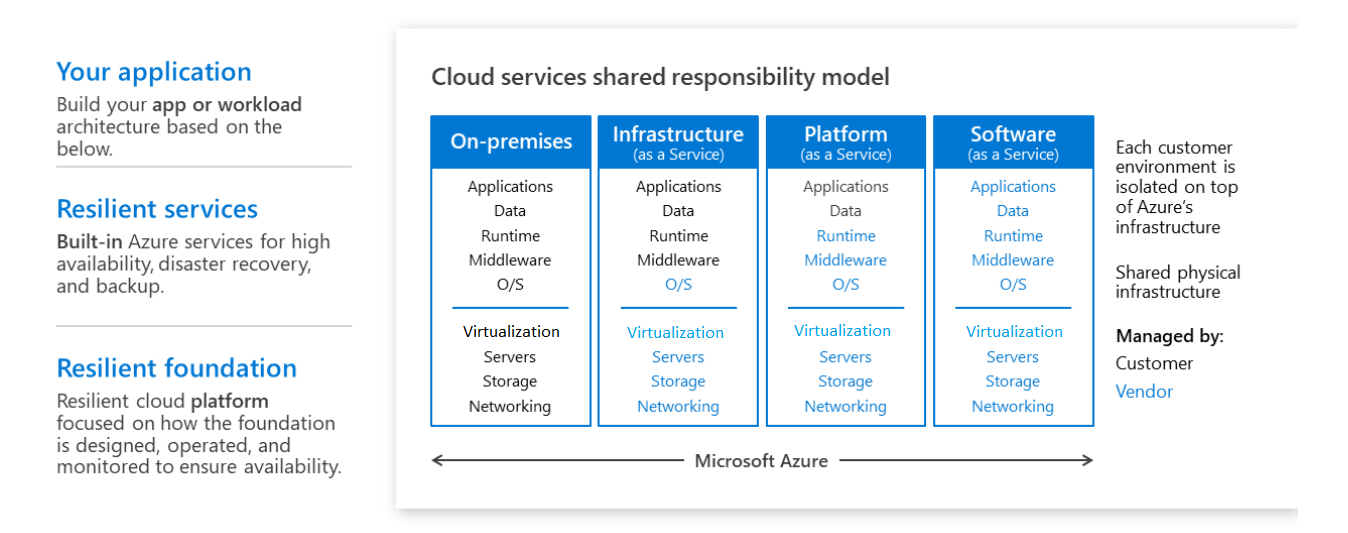 Your application
Build your app or workload
architecture based on the
below.
Resilient services
Built-in Azure services for high
availability, disaster recovery,
and backup.
Resilient foundation
Resilient cloud platform
focused on how the foundation
is designed, operated, and
monitored to ensure availability.
Cloud services shared responsibility model
On-premises
Applications
Data
Runtime
Middleware
O/S
Virtualization
Servers
Storage
Networking
Infrastructure
(as a Service)
Applications
Data
Runtime
Middleware
O/S
Virtualization
Servers
Storage
Networking
Platform
(as a Service)
Applications
Data
Runtime
Middleware
O/S
Virtualization
Servers
Storage
Networking
Software
(as a Service)
Applications
Data
Runtime
Middleware
O/S
Virtualization
Servers
Storage
Networking
Microsoft Azure
Each customer
environment is
isolated on top
of Azure's
infrastructure
Shared physical
infrastructure
Managed by:
Customer
Vendor